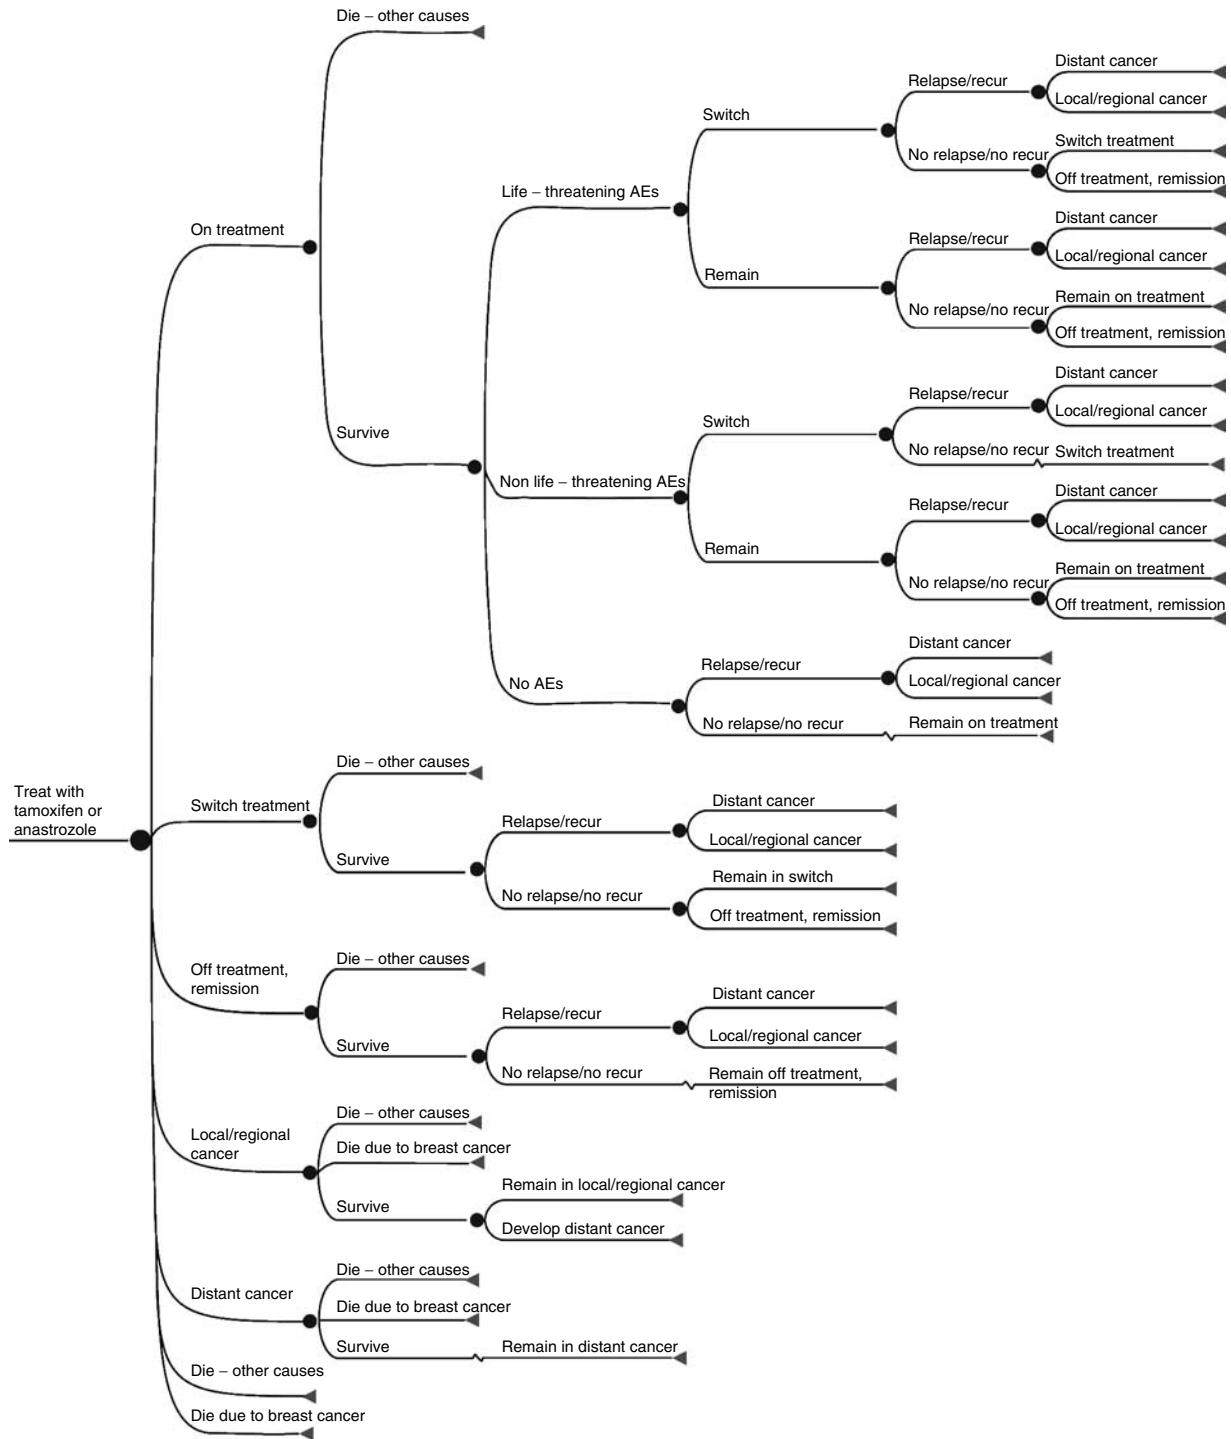 Die – other causes
Distant cancer
Relapse/recur
Local/regional cancer
Switch
Switch treatment
No relapse/no recur
Off treatment, remission
Life – threatening AEs
Distant cancer
On treatment
Relapse/recur
Local/regional cancer
Remain
Remain on treatment
No relapse/no recur
Off treatment, remission
Distant cancer
Relapse/recur
Local/regional cancer
Switch
Survive
No relapse/no recur
Switch treatment
Non life – threatening AEs
Distant cancer
Relapse/recur
Local/regional cancer
Remain
Remain on treatment
No relapse/no recur
Off treatment, remission
Distant cancer
Relapse/recur
Local/regional cancer
No AEs
No relapse/no recur
Remain on treatment
Die – other causes
Treat with
tamoxifen or
anastrozole
Switch treatment
Distant cancer
Relapse/recur
Local/regional cancer
Survive
Remain in switch
No relapse/no recur
Off treatment, remission
Die – other causes
Off treatment,
remission
Distant cancer
Relapse/recur
Local/regional cancer
Survive
No relapse/no recur
Remain off treatment,
remission
Die – other causes
Local/regional
cancer
Die due to breast cancer
Remain in local/regional cancer
Survive
Develop distant cancer
Die – other causes
Distant cancer
Die due to breast cancer
Survive
Remain in distant cancer
Die – other causes
Die due to breast cancer